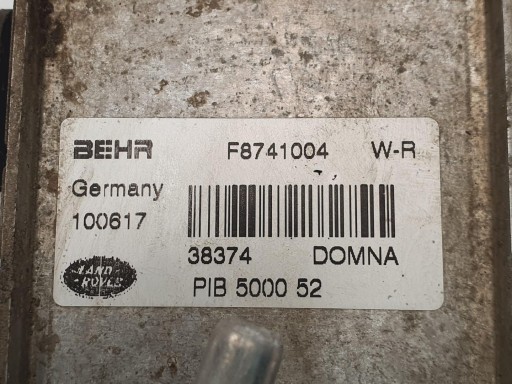 BEHR F8741004 W-R
Germany
100617
38374 DOMNA
LAND
ROVER
PIB 5000 52